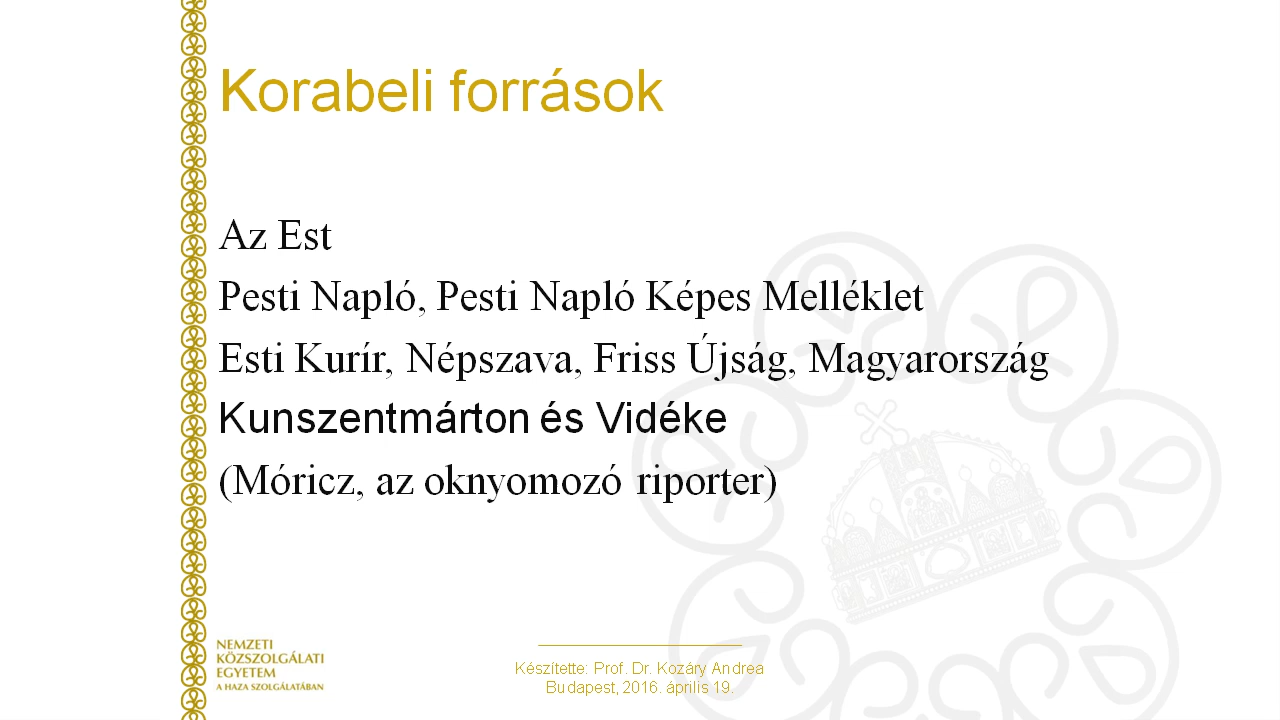 Korabeli források
Az Est
Pesti Napló, Pesti Napló Képes Melléklet
Esti Kurír, Népszava, Friss Újság, Magyarország
Kunszentmárton és Vidéke
(Móricz, az oknyomozó riporter)
NEMZETI
KÖZSZOLGÁLATI
EGYETEM
A HAZA SZOLGÁLATÁBAN
Készítette: Prof. Dr. Kozáry Andrea
Budapest, 2016. április 19.